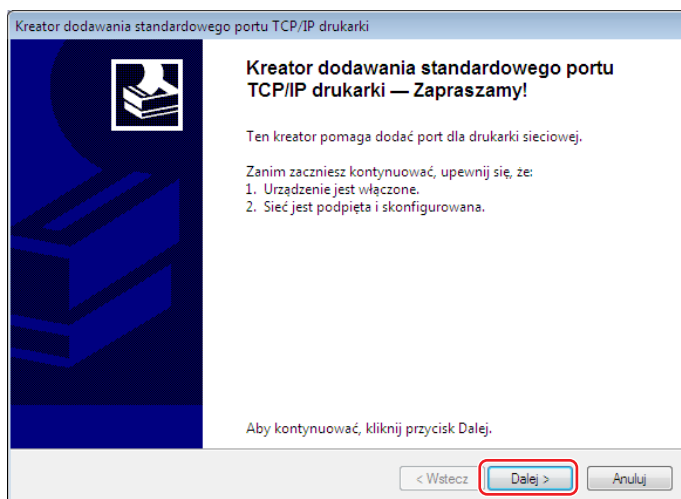 Kreator dodawania standardowego portu TCP/IP drukarki
Kreator dodawania standardowego portu
TCP/IP drukarki — Zapraszamy!
Ten kreator pomaga dodać port dla drukarki sieciowej.
Zanim zaczniesz kontynuować, upewnij się, że:
1. Urządzenie jest włączone.
2. Sieć jest podpięta i skonfigurowana.
Aby kontynuować, kliknij przycisk Dalej.
< Wstecz Dalej > Anuluj